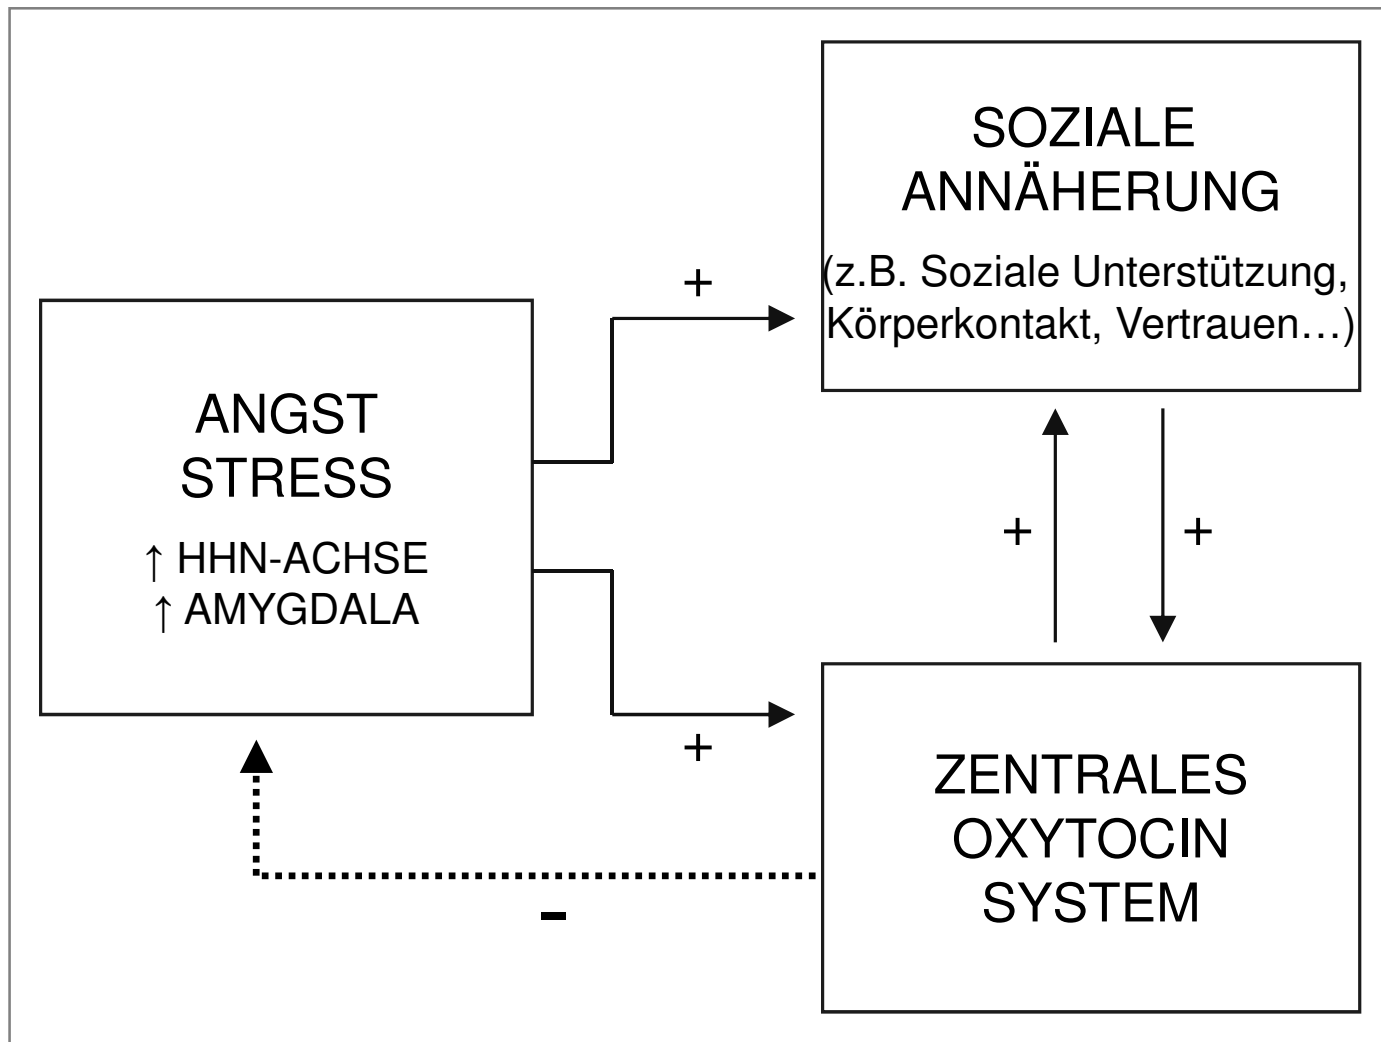 SOZIALE
ANNÄHERUNG
(z.B. Soziale Unterstützung,
Körperkontakt, Vertrauen…)
+
ANGST
STRESS
↑ HHN-ACHSE
↑ AMYGDALA
+
+
+
ZENTRALES
OXYTOCIN
SYSTEM
-